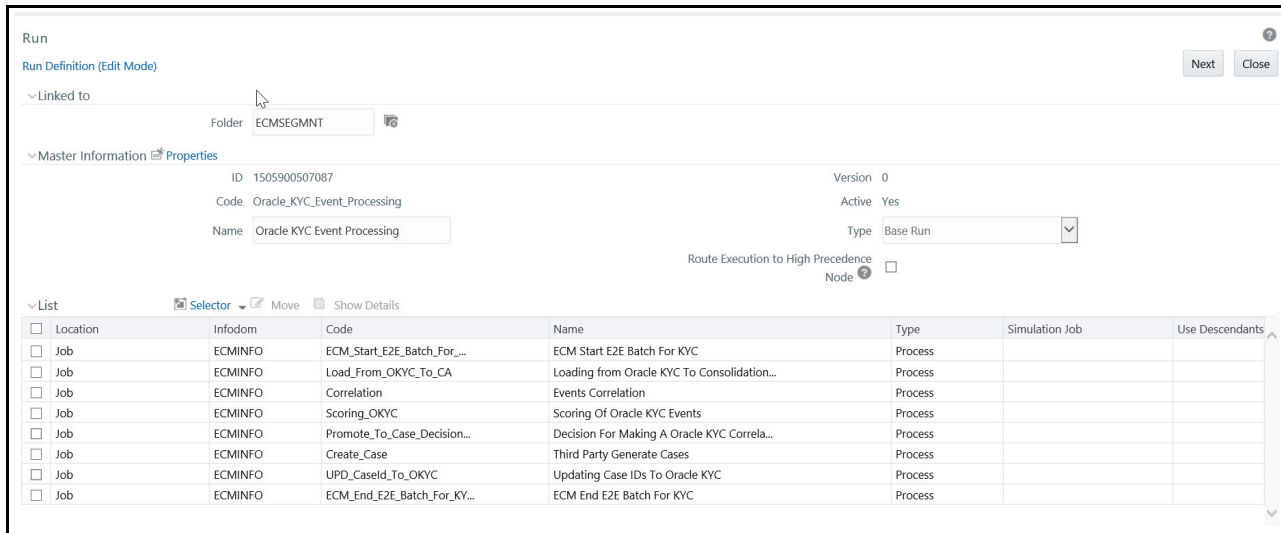 Run
Run Definition (Edit Mode) Next Close
Linked to
Folder ECMSEGMNT
Master Information Properties
ID 1505900507087 Version 0
Code Oracle_KYC_Event_Processing Active Yes
Name Oracle KYC Event Processing Type Base Run
Route Execution to High Precedence
Node
List Selector Move Show Details
Location Infodom Code Name Type Simulation Job Use Descendants
Job ECMINFO ECM_Start_E2E_Batch_For_... ECM Start E2E Batch For KYC Process
Job ECMINFO Load_From_OKYC_To_CA Loading from Oracle KYC To Consolidation... Process
Job ECMINFO Correlation Events Correlation Process
Job ECMINFO Scoring_OKYC Scoring Of Oracle KYC Events Process
Job ECMINFO Promote_To_Case_Decision... Decision For Making A Oracle KYC Correla... Process
Job ECMINFO Create_Case Third Party Generate Cases Process
Job ECMINFO UPD_CaseId_To_OKYC Updating Case IDs To Oracle KYC Process
Job ECMINFO ECM_End_E2E_Batch_For_KY... ECM End E2E Batch For KYC Process